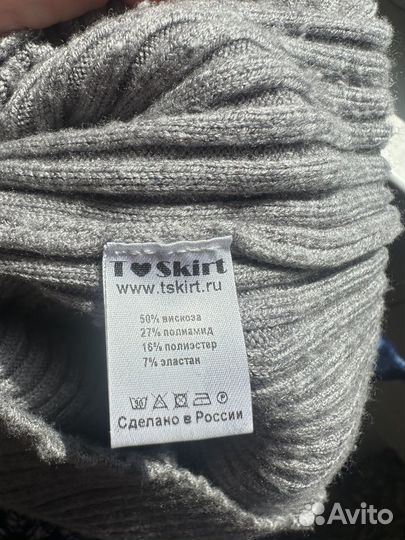 I ♥ Skirt
www.tskirt.ru
50% вискоза
27% полиамид
16% полиэстер
7% эластан
Сделано в России
Avito